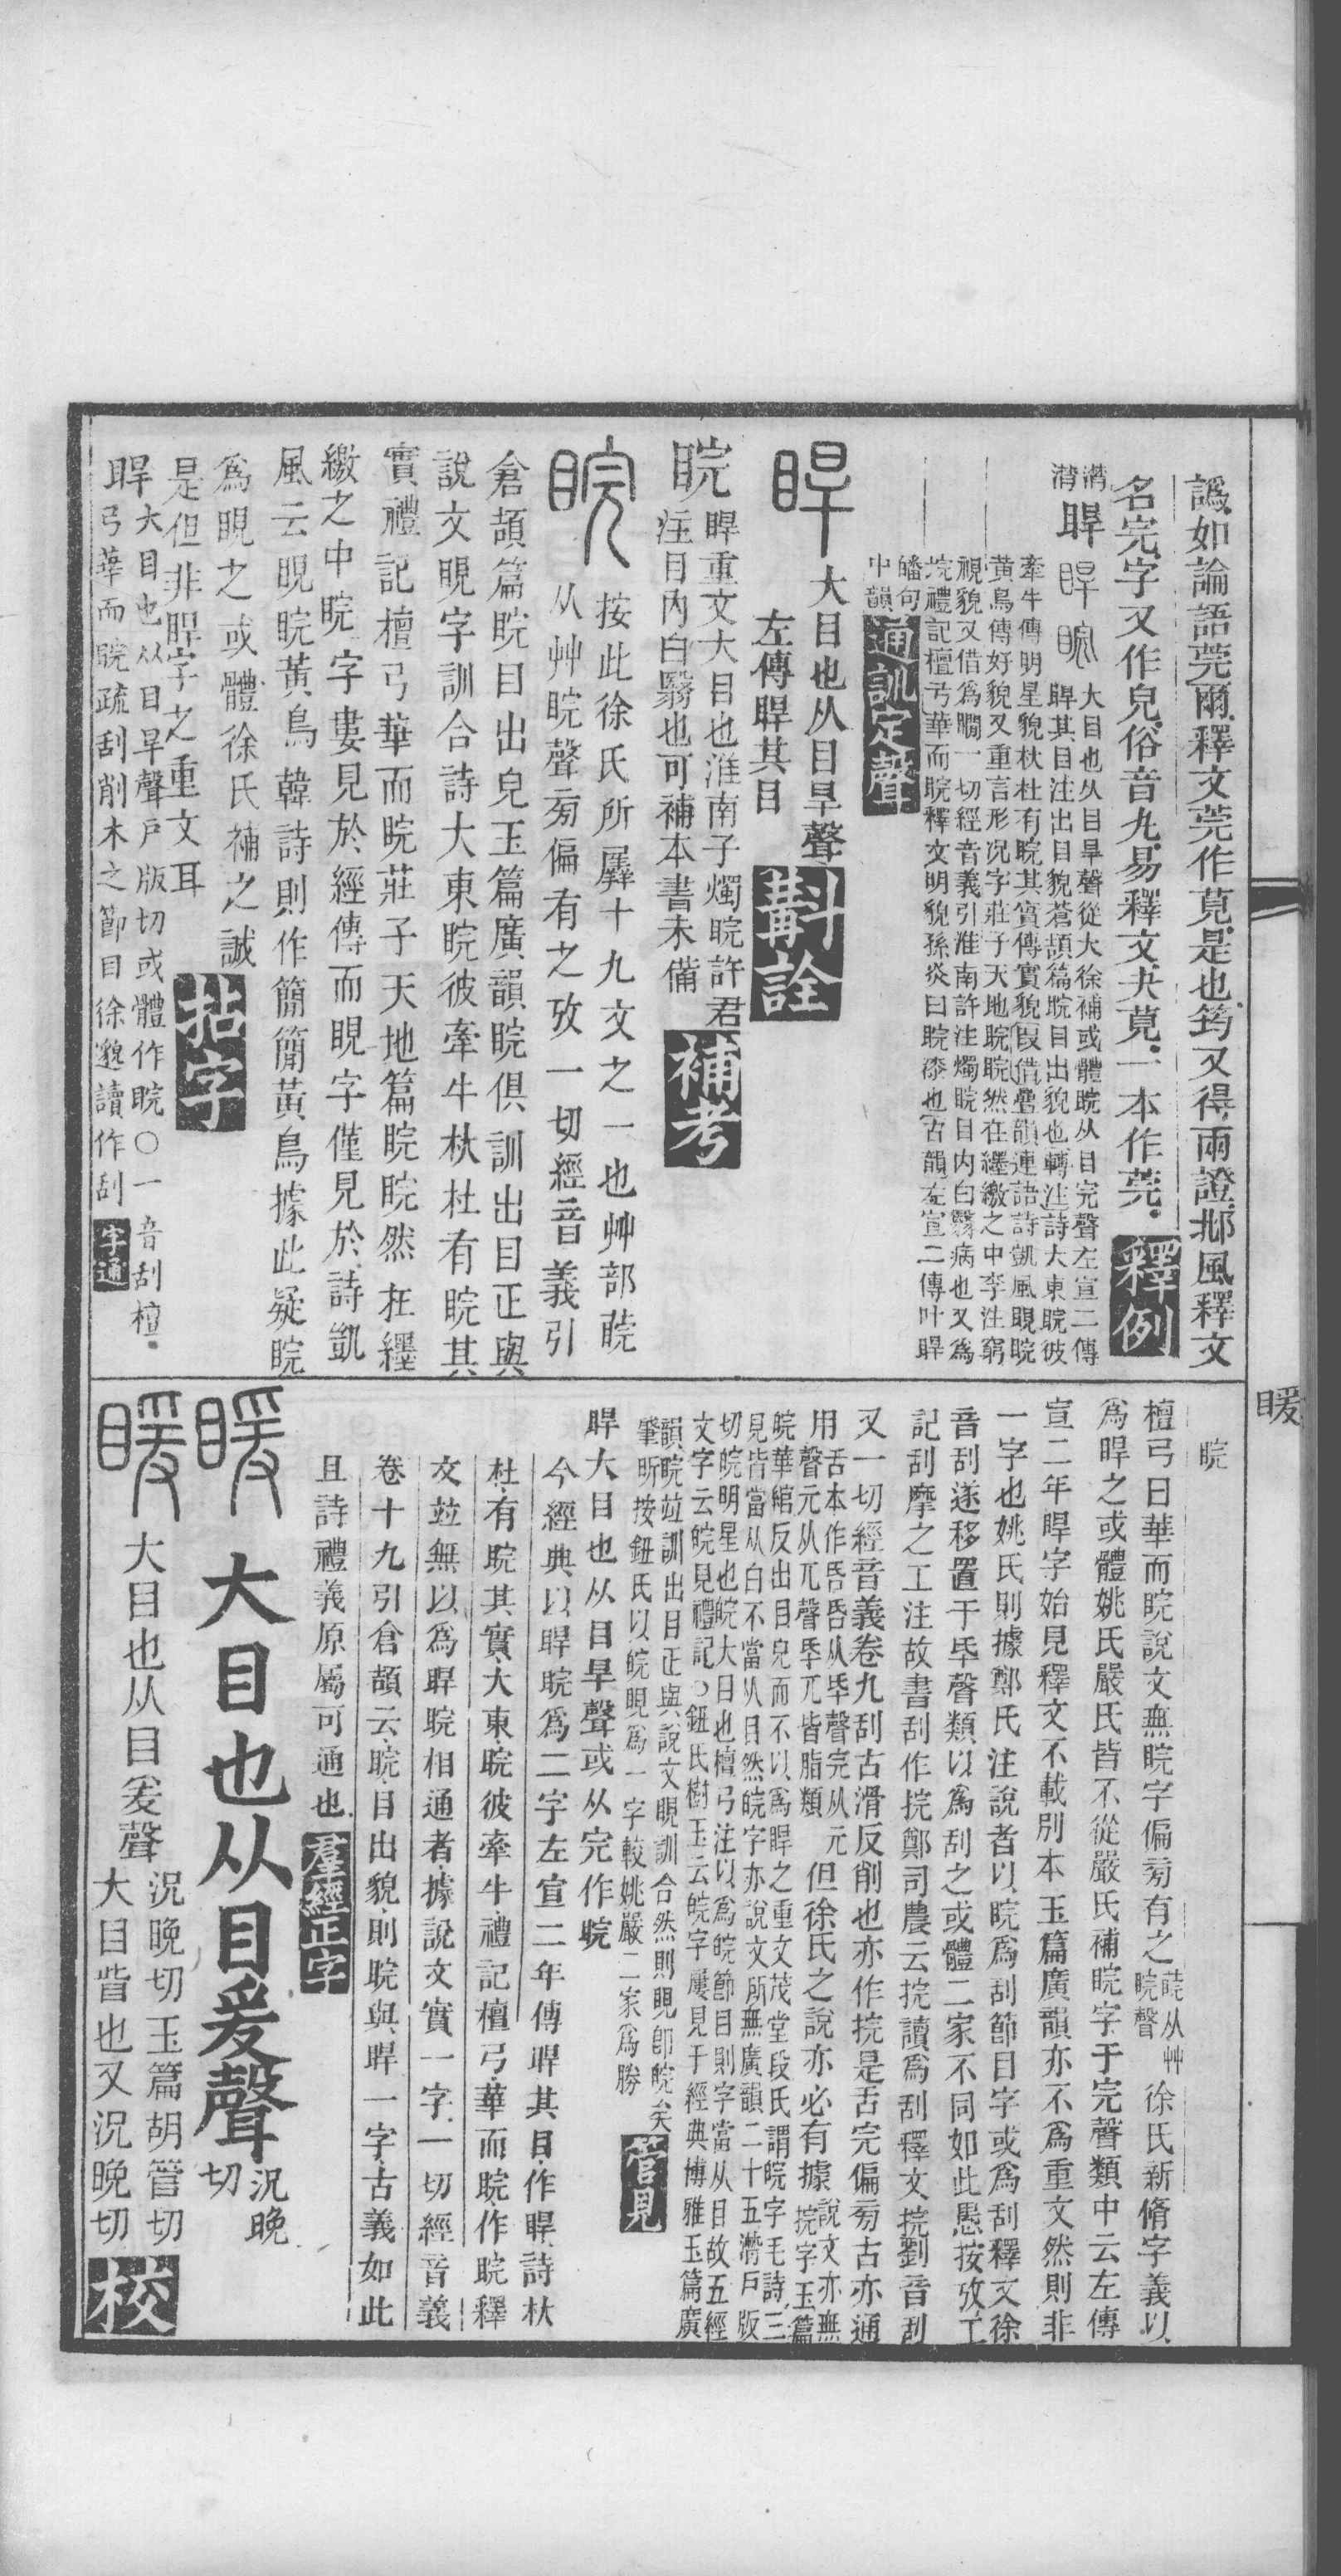 譌如論語莞爾釋文莞作莧是也筠又得兩證邶風釋文
名完字又作皃俗音丸易釋文夬莧一本作莞 釋例
潸潸 睅 睅 睆 大目也从目旱聲從大徐補或體睆从目完聲左宣二傳
睅其目注出目貌蒼頡篇睆目出貌也轉注詩大東睆彼
牽牛傳明星貌杕杜有睆其實傳實貌叚借疊韻連語詩凱風睍睆
黃鳥傳好貌又重言形況字莊子天地睆睆然在纆繳之中李注窮
視貌又借爲瞯一切經音義引淮南許注燭睆目內白翳病也又爲
垸禮記檀弓華而睆釋文明貌孫炎曰睆漆也古韻左宣二傳叶睅
皤句
中韻 通訓定聲
睅 大目也从目旱聲
左傳睅其目 斠詮
睆 睅重文大目也淮南子燭睆許君
注目內白翳也可補本書未備 補考
睆 按此徐氏所羼十九文之一也艸部莞
从艸睆聲㫄偏有之攷一切經音義引
倉頡篇睆目出皃玉篇廣韻睆俱訓出目正與
說文睍字訓合詩大東睆彼牽牛杕杜有睆其
實禮記檀弓華而睆莊子天地篇睆睆然在纆
繳之中睆字婁見於經傳而睍字僅見於詩凱
風云睍睆黃鳥韓詩則作簡簡黃鳥據此疑睆
爲睍之或體徐氏補之誠
是但非睅字之重文耳 拈字
睅大目也从目旱聲戶版切或體作睆○一音刮檀
弓華而睆疏刮削木之節目徐邈讀作刮 字通
睆
檀弓曰華而睆說文無睆字偏㫄有之 莞从艸
睆聲 徐氏新脩字義以
爲睅之或體姚氏嚴氏皆不從嚴氏補睆字于完聲類中云左傳
宣二年睅字始見釋文不載別本玉篇廣韻亦不爲重文然則非
一字也姚氏則據鄭氏注說者以睆爲刮節目字或爲刮釋文徐
音刮遂移置于氒聲類以爲刮之或體二家不同如此愚按攷工
記刮摩之工注故書刮作捖鄭司農云捖讀爲刮釋文捖劉音刮
又一切經音義卷九刮古滑反削也亦作捖是舌完偏㫄古亦通
用 舌本作𠯑𠯑从氒聲完从元
聲元从兀聲氒兀皆脂類 但徐氏之說亦必有據 說文亦無
捖字玉篇
睆華綰反出目皃而不以爲睅之重文茂堂段氏謂睆字毛詩三
見皆當从白不當从目然皖字亦說文所無廣韻二十五潸戶版
切睆明星也皖大目也檀弓注以爲睆節目則字當从目故五經
文字云睆見禮記○鈕氏樹玉云睆字屢見于經典博雅玉篇廣
韻睆竝訓出目正與說文睍訓合然則睍卽睆矣
肇昕按鈕氏以睆睍爲一字較姚嚴二家爲勝 管見
睅大目也从目旱聲或从完作睆
今經典以睅睆爲二字左宣二年傳睅其目作睅詩杕
杜有睆其實大東睆彼牽牛禮記檀弓華而睆作睆釋
文竝無以爲睅睆相通者據說文實一字一切經音義
卷十九引倉頡云睆目出貌則睆與睅一字古義如此
且詩禮義原屬可通也 羣經正字
暖 大目也从目爰聲 況晚
切
暖 大目也从目爰聲 況晚切玉篇胡管切
大目眥也又況晚切 校
暖